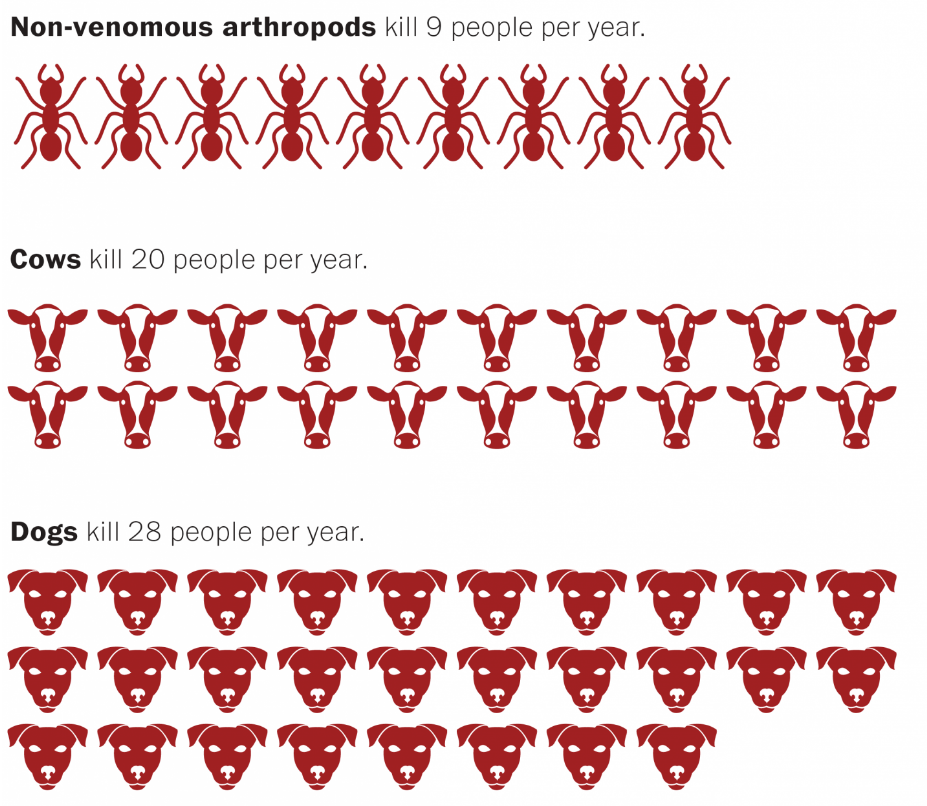 Non-venomous arthropods kill 9 people per year.
Cows kill 20 people per year.
Dogs kill 28 people per year.